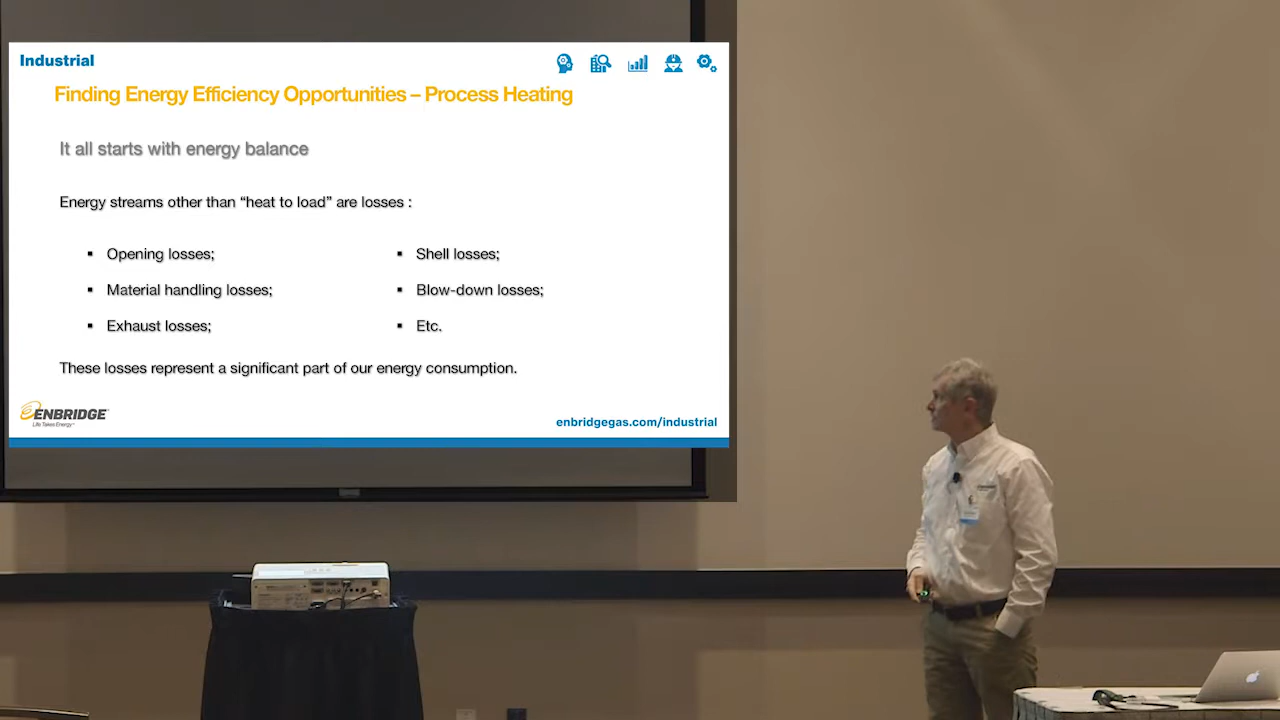 Industrial
Finding Energy Efficiency Opportunities – Process Heating
It all starts with energy balance
Energy streams other than “heat to load” are losses :
▪ Opening losses;
▪ Material handling losses;
▪ Exhaust losses;
▪ Shell losses;
▪ Blow-down losses;
▪ Etc.
These losses represent a significant part of our energy consumption.
ENBRIDGE
Life Takes Energy™
enbridgegas.com/industrial